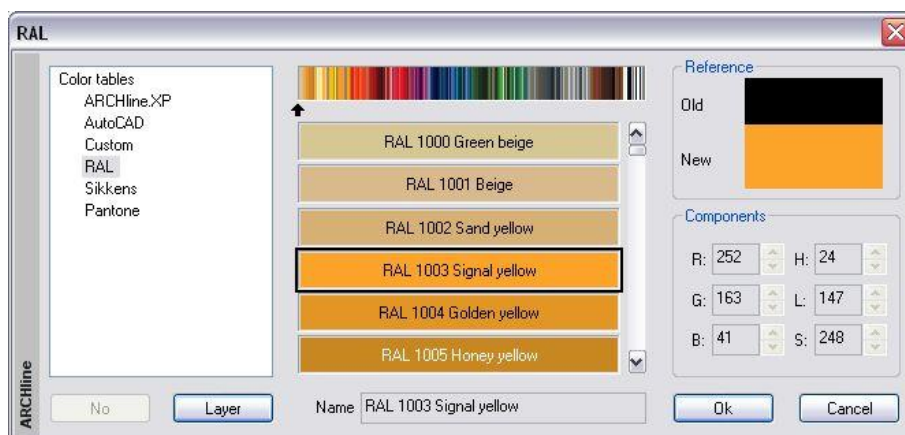 RAL
Color tables
ARCHline.XP
AutoCAD
Custom
RAL
Sikkens
Pantone
RAL 1000 Green beige
RAL 1001 Beige
RAL 1002 Sand yellow
RAL 1003 Signal yellow
RAL 1004 Golden yellow
RAL 1005 Honey yellow
Reference
Old
New
Components
R: 252 H: 24
G: 163 L: 147
B: 41 S: 248
ARCHline
No Layer Name RAL 1003 Signal yellow Ok Cancel